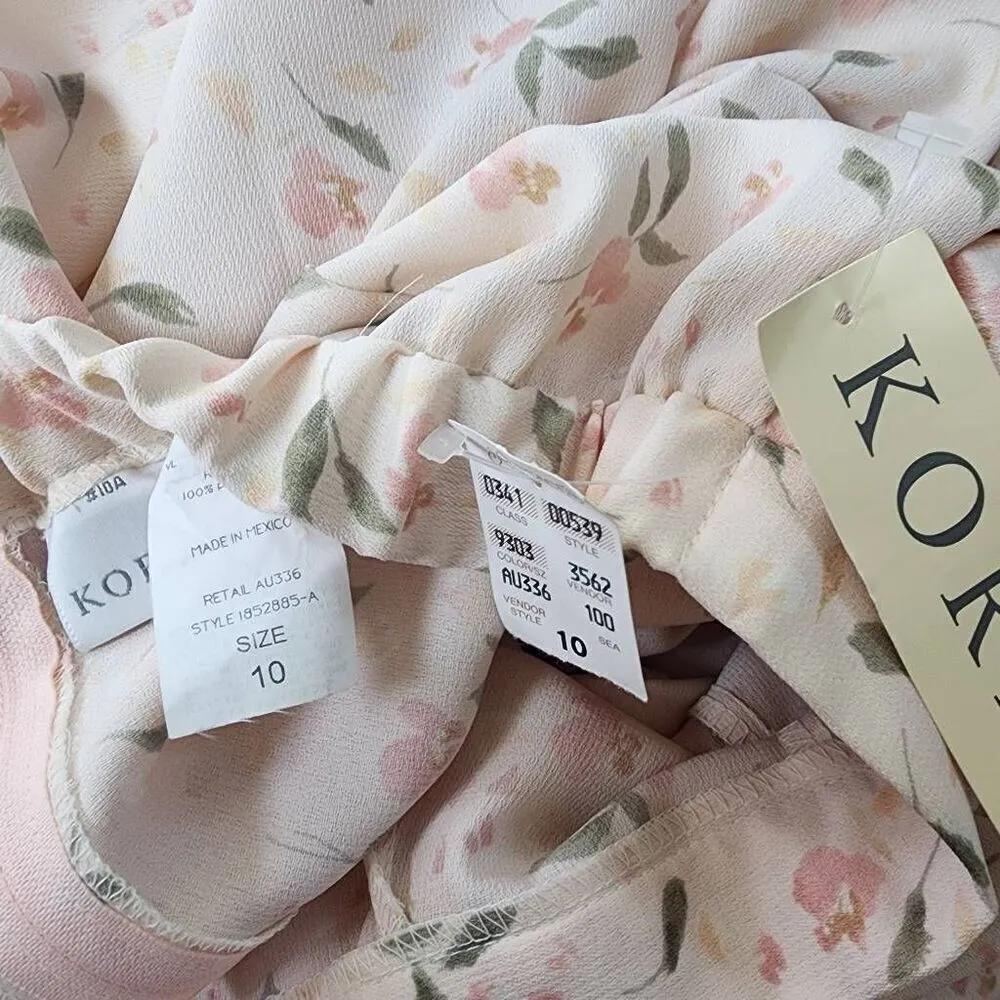 #10A
KOR
100%
MADE IN MEXICO
RETAIL AU336
STYLE 1852885-A
SIZE
10
0341
CLASS
00539
STYLE
9303
COLOR/SZ
3562
VENDOR
AU336
VENDOR
STYLE
100
SEA
10
KOK